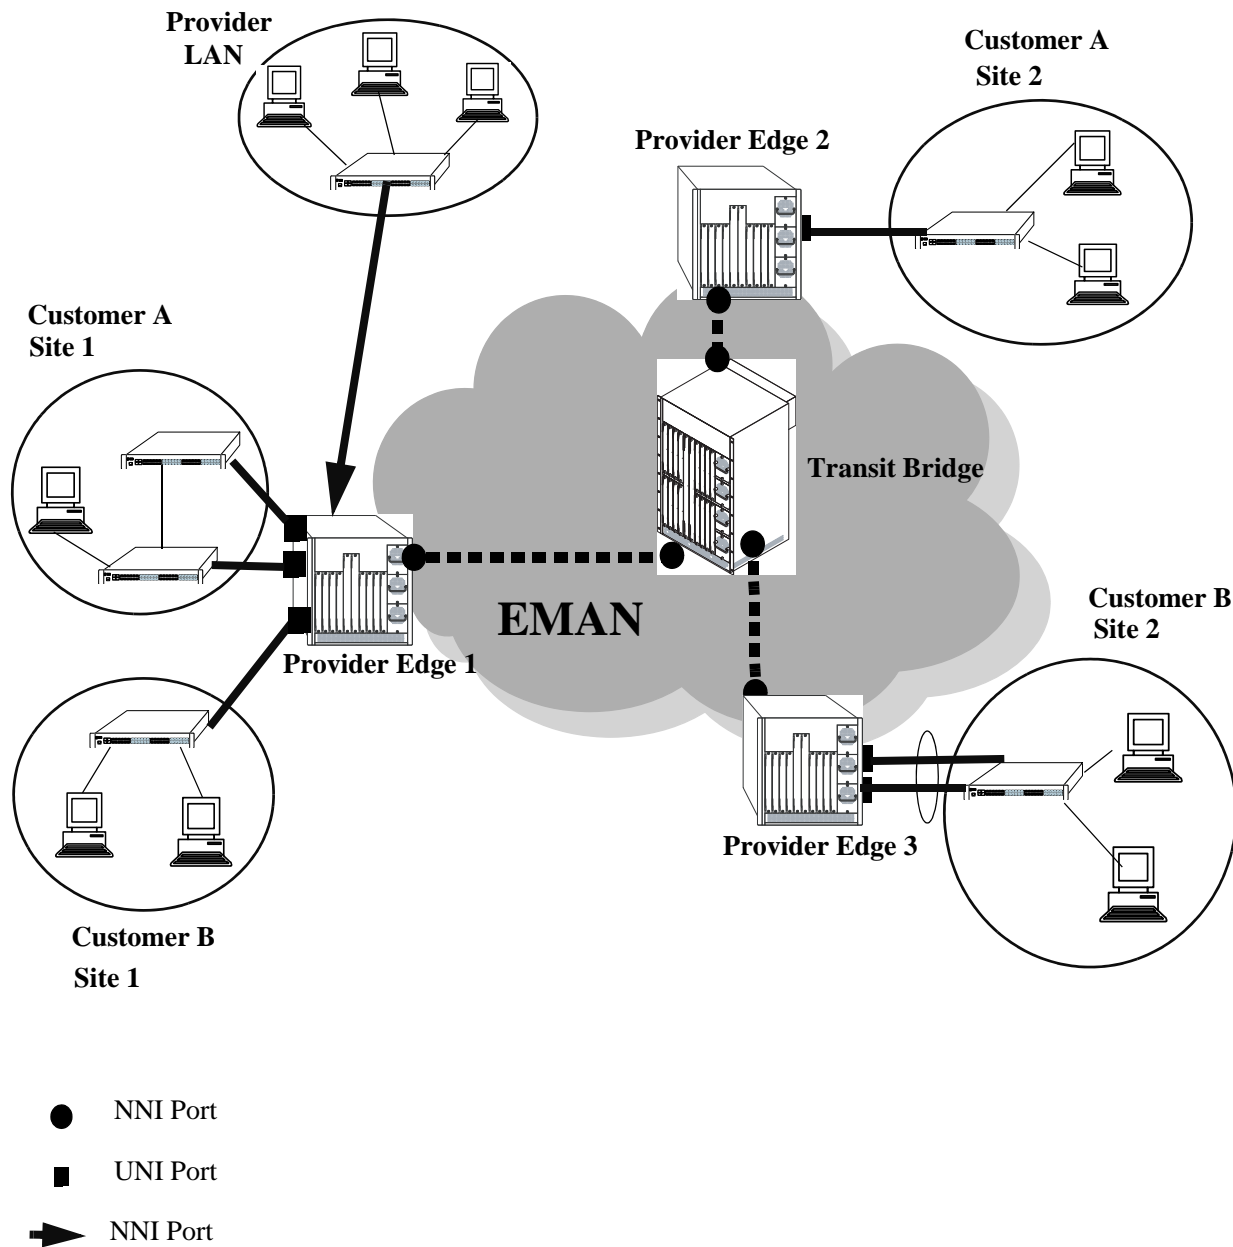 Provider
LAN
Customer A
Site 2
Provider Edge 2
Customer A
Site 1
Transit Bridge
EMAN
Customer B
Site 2
Provider Edge 1
Provider Edge 3
Customer B
Site 1
NNI Port
UNI Port
NNI Port